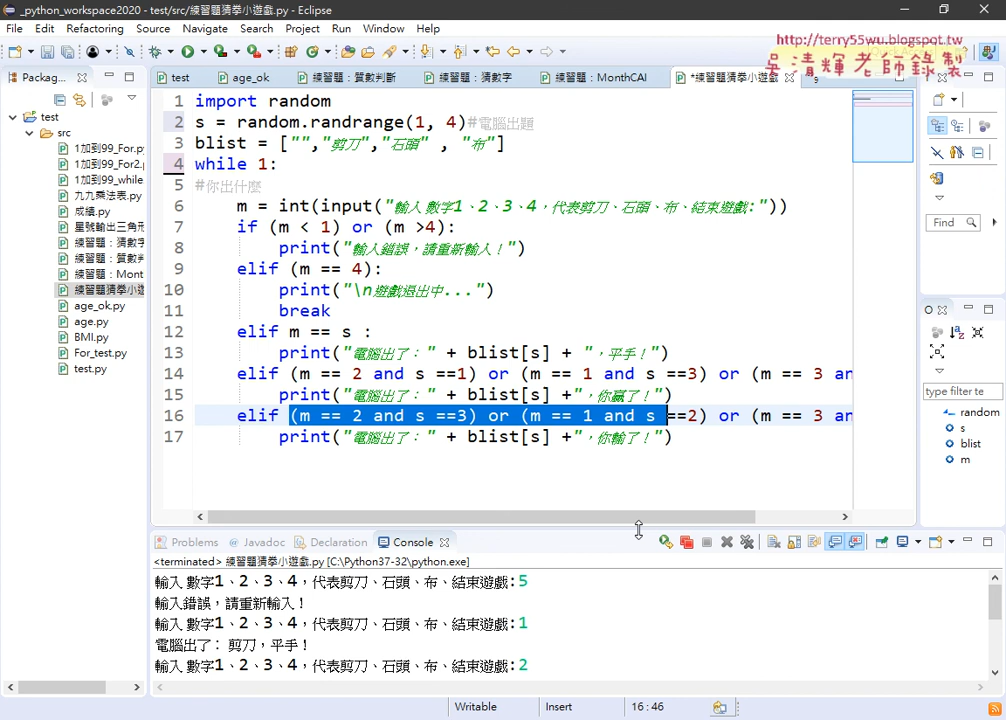 _python_workspace2020 - test/src/練習題猜拳小遊戲.py - Eclipse
File Edit Refactoring Source Navigate Search Project Run Window Help
http://terry55wu.blogspot.tw
吳清輝老師錄製
Packag...
test
age_ok
練習題：質數判斷
練習題：猜數字
練習題：MonthCAl
*練習題猜拳小遊戲
test
src
1加到99_For.py
1加到99_For2.p
1加到99_while
九九乘法表.py
成績.py
星號輸出三角形
練習題：猜數字
練習題：質數判
練習題：Mont
練習題猜拳小遊
age_ok.py
age.py
BMI.py
For_test.py
test.py
1 import random
2 s = random.randrange(1, 4)#電腦出題
3 blist = ["","剪刀","石頭" , "布"]
4 while 1:
5 #你出什麼
6 m = int(input("輸入 數字1、2、3、4，代表剪刀、石頭、布、結束遊戲:"))
7 if (m < 1) or (m >4):
8 print("輸入錯誤，請重新輸入！")
9 elif (m == 4):
10 print("\n遊戲退出中...")
11 break
12 elif m == s :
13 print("電腦出了：" + blist[s] + "，平手！")
14 elif (m == 2 and s ==1) or (m == 1 and s ==3) or (m == 3 an
15 print("電腦出了：" + blist[s] +"，你贏了！")
16 elif (m == 2 and s ==3) or (m == 1 and s ==2) or (m == 3 an
17 print("電腦出了：" + blist[s] +"，你輸了！")
Find
type filter te
random
s
blist
m
Problems
Javadoc
Declaration
Console
<terminated> 練習題猜拳小遊戲.py [C:\Python37-32\python.exe]
輸入 數字1、2、3、4，代表剪刀、石頭、布、結束遊戲:5
輸入錯誤，請重新輸入！
輸入 數字1、2、3、4，代表剪刀、石頭、布、結束遊戲:1
電腦出了： 剪刀，平手！
輸入 數字1、2、3、4，代表剪刀、石頭、布、結束遊戲:2
Writable
Insert
16 : 46